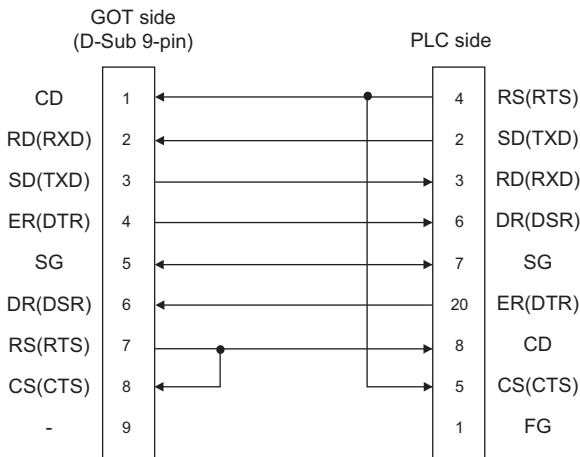 GOT side
(D-Sub 9-pin)
PLC side
CD 1 4 RS(RTS)
RD(RXD) 2 2 SD(TXD)
SD(TXD) 3 3 RD(RXD)
ER(DTR) 4 6 DR(DSR)
SG 5 7 SG
DR(DSR) 6 20 ER(DTR)
RS(RTS) 7 8 CD
CS(CTS) 8 5 CS(CTS)
- 9 1 FG